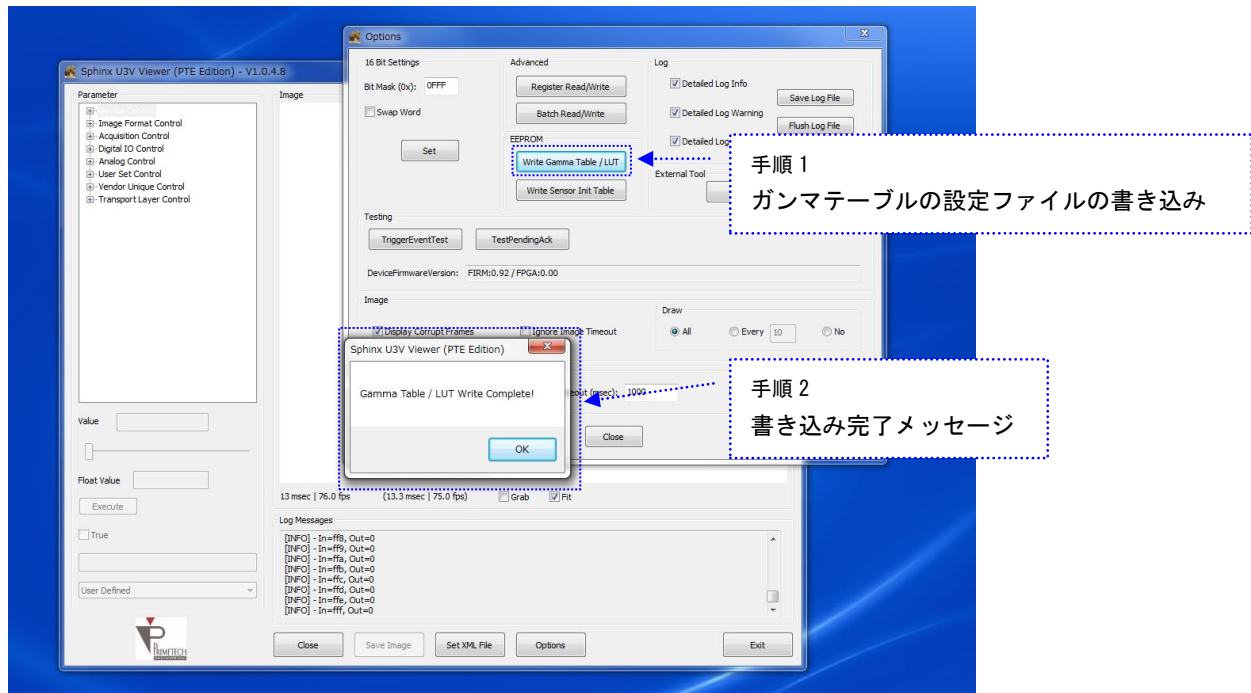 Sphinx U3V Viewer (PTE Edition) - V1.0.4.8
Parameter
Image Format Control
Acquisition Control
Digital IO Control
Analog Control
User Set Control
Vendor Unique Control
Transport Layer Control
Value
Float Value
Execute
True
User Defined
PRIMETECH
Image
13 msec | 76.0 fps (13.3 msec | 75.0 fps) Grab Fit
Log Messages
[INFO] - In=ff8, Out=0
[INFO] - In=ff9, Out=0
[INFO] - In=ffa, Out=0
[INFO] - In=ffb, Out=0
[INFO] - In=ffc, Out=0
[INFO] - In=ffd, Out=0
[INFO] - In=ffe, Out=0
[INFO] - In=fff, Out=0
Close Save Image Set XML File Options Exit
Options
16 Bit Settings
Bit Mask (0x): 0FFF
Swap Word
Set
Advanced
Register Read/Write
Batch Read/Write
EEPROM
Write Gamma Table / LUT
Write Sensor Init Table
Log
Detailed Log Info
Detailed Log Warning
Detailed Log
Save Log File
Flush Log File
External Tool
Testing
TriggerEventTest TestPendingAck
DeviceFirmwareVersion: FIRM:0.92 / FPGA:0.00
Image
Display Corrupt Frames Ignore Image Timeout
Draw
All Every 10 No
eout (msec): 1000
Close
Sphinx U3V Viewer (PTE Edition)
Gamma Table / LUT Write Complete!
OK
手順 1
ガンマテーブルの設定ファイルの書き込み
手順 2
書き込み完了メッセージ